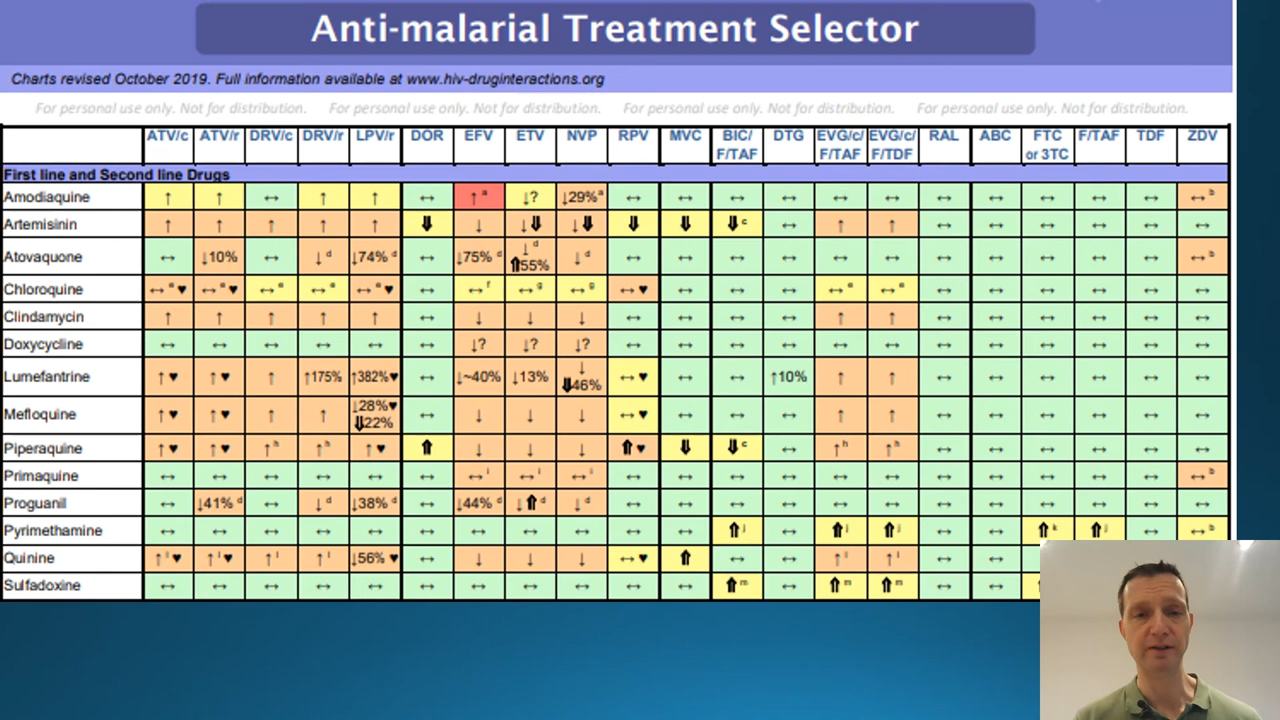 Anti-malarial Treatment Selector
Charts revised October 2019. Full information available at www.hiv-druginteractions.org
For personal use only. Not for distribution. For personal use only. Not for distribution. For personal use only. Not for distribution. For personal use only. Not for distribution.
ATV/c ATV/r DRV/c DRV/r LPV/r DOR EFV ETV NVP RPV MVC BIC/ F/TAF DTG EVG/c/ F/TAF EVG/c/ F/TDF RAL ABC FTC or 3TC F/TAF TDF ZDV
First line and Second line Drugs
Amodiaquine ↑ ↑ ↔ ↑ ↑ ↔ ↑ a ↓? ↓29% a ↔ ↔ ↔ ↔ ↔ ↔ ↔ ↔ ↔ ↔ ↔ ↔ b
Artemisinin ↑ ↑ ↑ ↑ ↑ ⇓ ↓ ↓⇓ ↓⇓ ⇓ ⇓ ⇓ c ↔ ↑ ↑ ↔ ↔ ↔ ↔ ↔ ↔
Atovaquone ↔ ↓10% ↔ ↓ d ↓74% d ↔ ↓75% d ↓ d ⇑55% ↓ d ↔ ↔ ↔ ↔ ↔ ↔ ↔ ↔ ↔ ↔ ↔ ↔ b
Chloroquine ↔ e ♥ ↔ e ♥ ↔ e ↔ e ↔ e ♥ ↔ ↔ f ↔ g ↔ g ↔ ♥ ↔ ↔ ↔ ↔ e ↔ e ↔ ↔ ↔ ↔ ↔ ↔
Clindamycin ↑ ↑ ↑ ↑ ↑ ↔ ↓ ↓ ↓ ↔ ↔ ↔ ↔ ↑ ↑ ↔ ↔ ↔ ↔ ↔ ↔
Doxycycline ↔ ↔ ↔ ↔ ↔ ↔ ↓? ↓? ↓? ↔ ↔ ↔ ↔ ↔ ↔ ↔ ↔ ↔ ↔ ↔ ↔
Lumefantrine ↑ ♥ ↑ ♥ ↑ ↑175% ↑382%♥ ↔ ↓~40% ↓13% ↓ ⇓46% ↔ ♥ ↔ ↔ ↑10% ↑ ↑ ↔ ↔ ↔ ↔ ↔ ↔
Mefloquine ↑ ♥ ↑ ♥ ↑ ↑ ↓28%♥ ⇓22% ↔ ↓ ↓ ↓ ↔ ♥ ↔ ↔ ↔ ↑ ↑ ↔ ↔ ↔ ↔ ↔ ↔
Piperaquine ↑ ♥ ↑ ♥ ↑ h ↑ h ↑ ♥ ⇑ ↓ ↓ ↓ ⇑ ♥ ⇓ ⇓ c ↔ ↑ h ↑ h ↔ ↔ ↔ ↔ ↔ ↔
Primaquine ↔ ↔ ↔ ↔ ↔ ↔ ↔ i ↔ i ↔ i ↔ ↔ ↔ ↔ ↔ ↔ ↔ ↔ ↔ ↔ ↔ ↔ b
Proguanil ↔ ↓41% d ↔ ↓ d ↓38% d ↔ ↓44% d ↓⇑ d ↓ d ↔ ↔ ↔ ↔ ↔ ↔ ↔ ↔ ↔ ↔ ↔ ↔
Pyrimethamine ↔ ↔ ↔ ↔ ↔ ↔ ↔ ↔ ↔ ↔ ↔ ⇑ j ↔ ⇑ j ⇑ j ↔ ↔ ⇑ k ⇑ j ↔ ↔ b
Quinine ↑ l ♥ ↑ l ♥ ↑ l ↑ l ↓56% ♥ ↔ ↓ ↓ ↓ ↔ ♥ ⇑ ↔ ↔ ↑ l ↑ l ↔ ↔
Sulfadoxine ↔ ↔ ↔ ↔ ↔ ↔ ↔ ↔ ↔ ↔ ↔ ⇑ m ↔ ⇑ m ⇑ m ↔ ↔